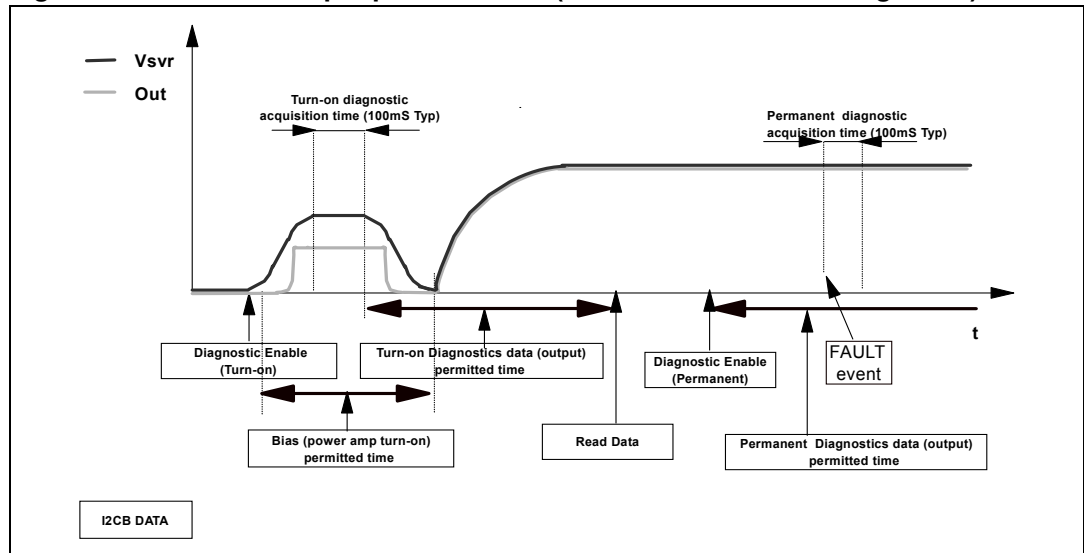 Vsvr
Out
Turn-on diagnostic
acquisition time (100mS Typ)
Permanent diagnostic
acquisition time (100mS Typ)
t
Diagnostic Enable
(Turn-on)
Turn-on Diagnostics data (output)
permitted time
Diagnostic Enable
(Permanent)
FAULT
event
Bias (power amp turn-on)
permitted time
Read Data
Permanent Diagnostics data (output)
permitted time
I2CB DATA